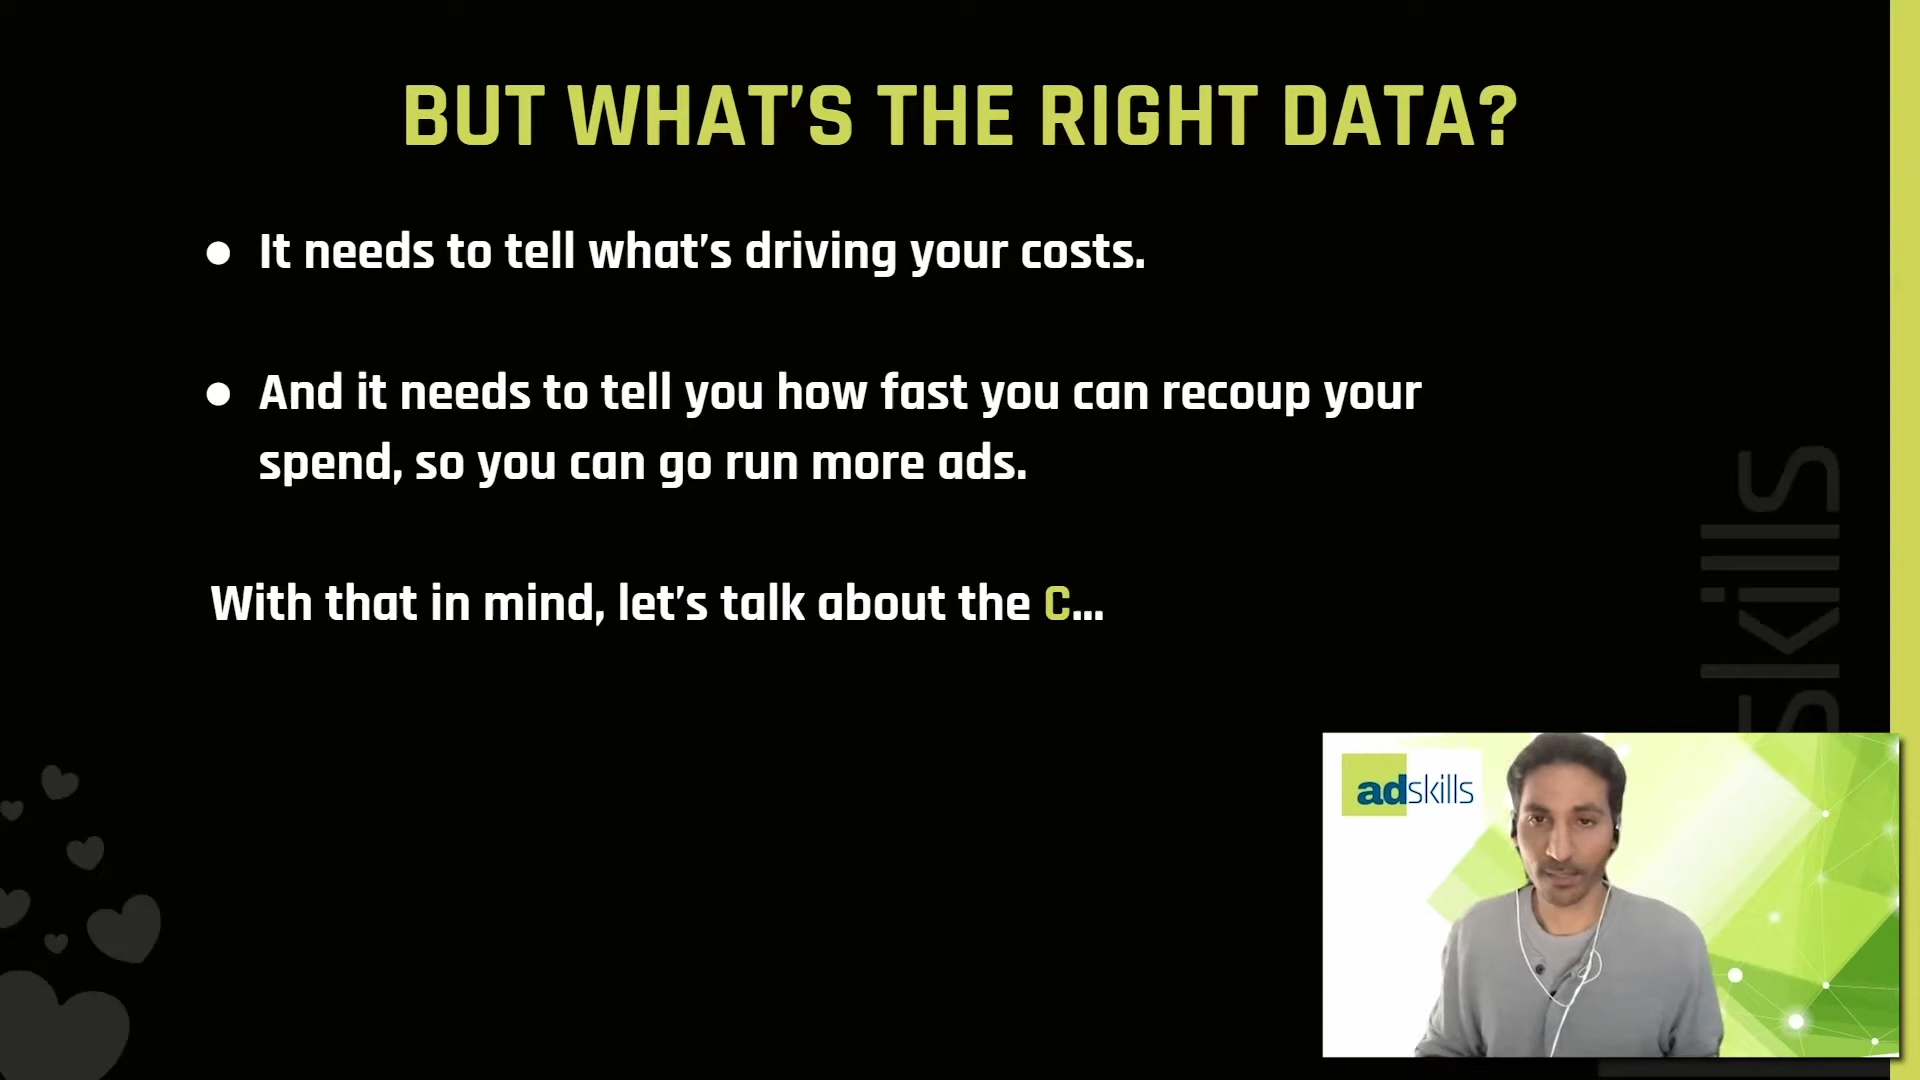 BUT WHAT’S THE RIGHT DATA?
● It needs to tell what’s driving your costs.
● And it needs to tell you how fast you can recoup your
spend, so you can go run more ads.
With that in mind, let’s talk about the C...
skills
adskills